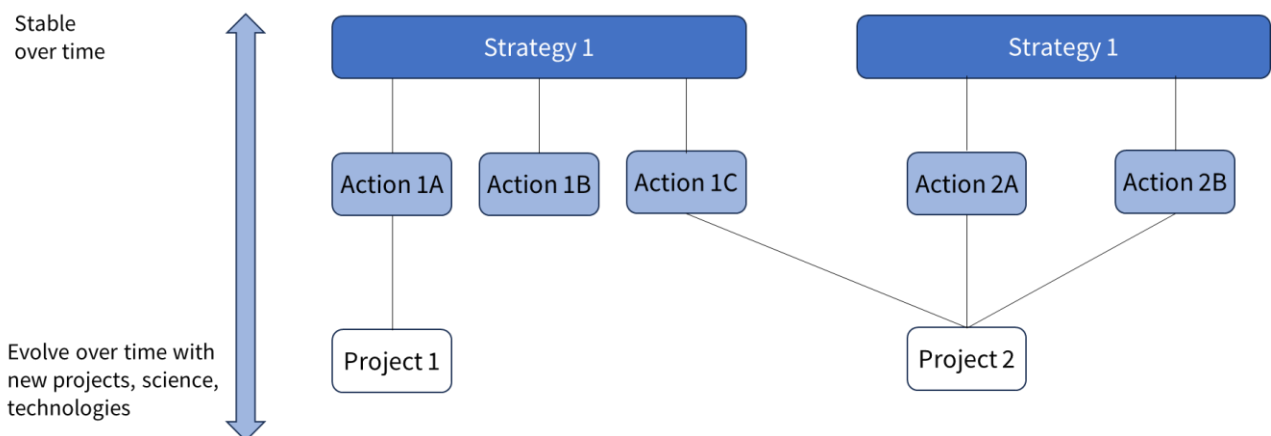 Stable
over time
Strategy 1
Strategy 1
Action 1A
Action 1B
Action 1C
Action 2A
Action 2B
Evolve over time with
new projects, science,
technologies
Project 1
Project 2